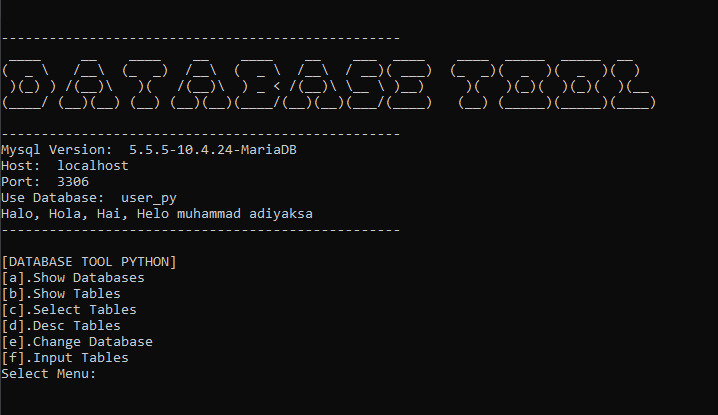 --------------------------------------------------
DATABASE TOOL
--------------------------------------------------
Mysql Version:  5.5.5-10.4.24-MariaDB
Host:  localhost
Port:  3306
Use Database:  user_py
Halo, Hola, Hai, Helo muhammad adiyaksa
--------------------------------------------------
[DATABASE TOOL PYTHON]
[a].Show Databases
[b].Show Tables
[c].Select Tables
[d].Desc Tables
[e].Change Database
[f].Input Tables
Select Menu: